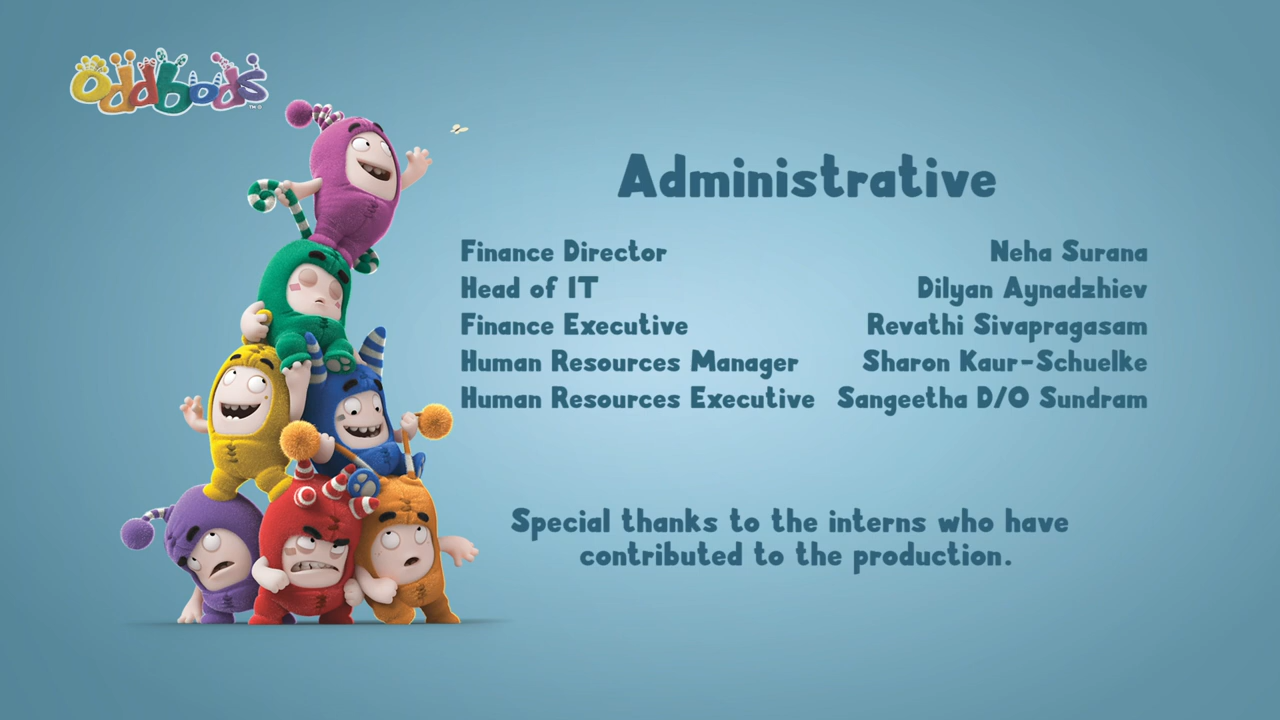 oddbods TM ©
Administrative
Finance Director Neha Surana
Head of IT Dilyan Aynadzhiev
Finance Executive Revathi Sivapragasam
Human Resources Manager Sharon Kaur-Schuelke
Human Resources Executive Sangeetha D/O Sundram
Special thanks to the interns who have
contributed to the production.